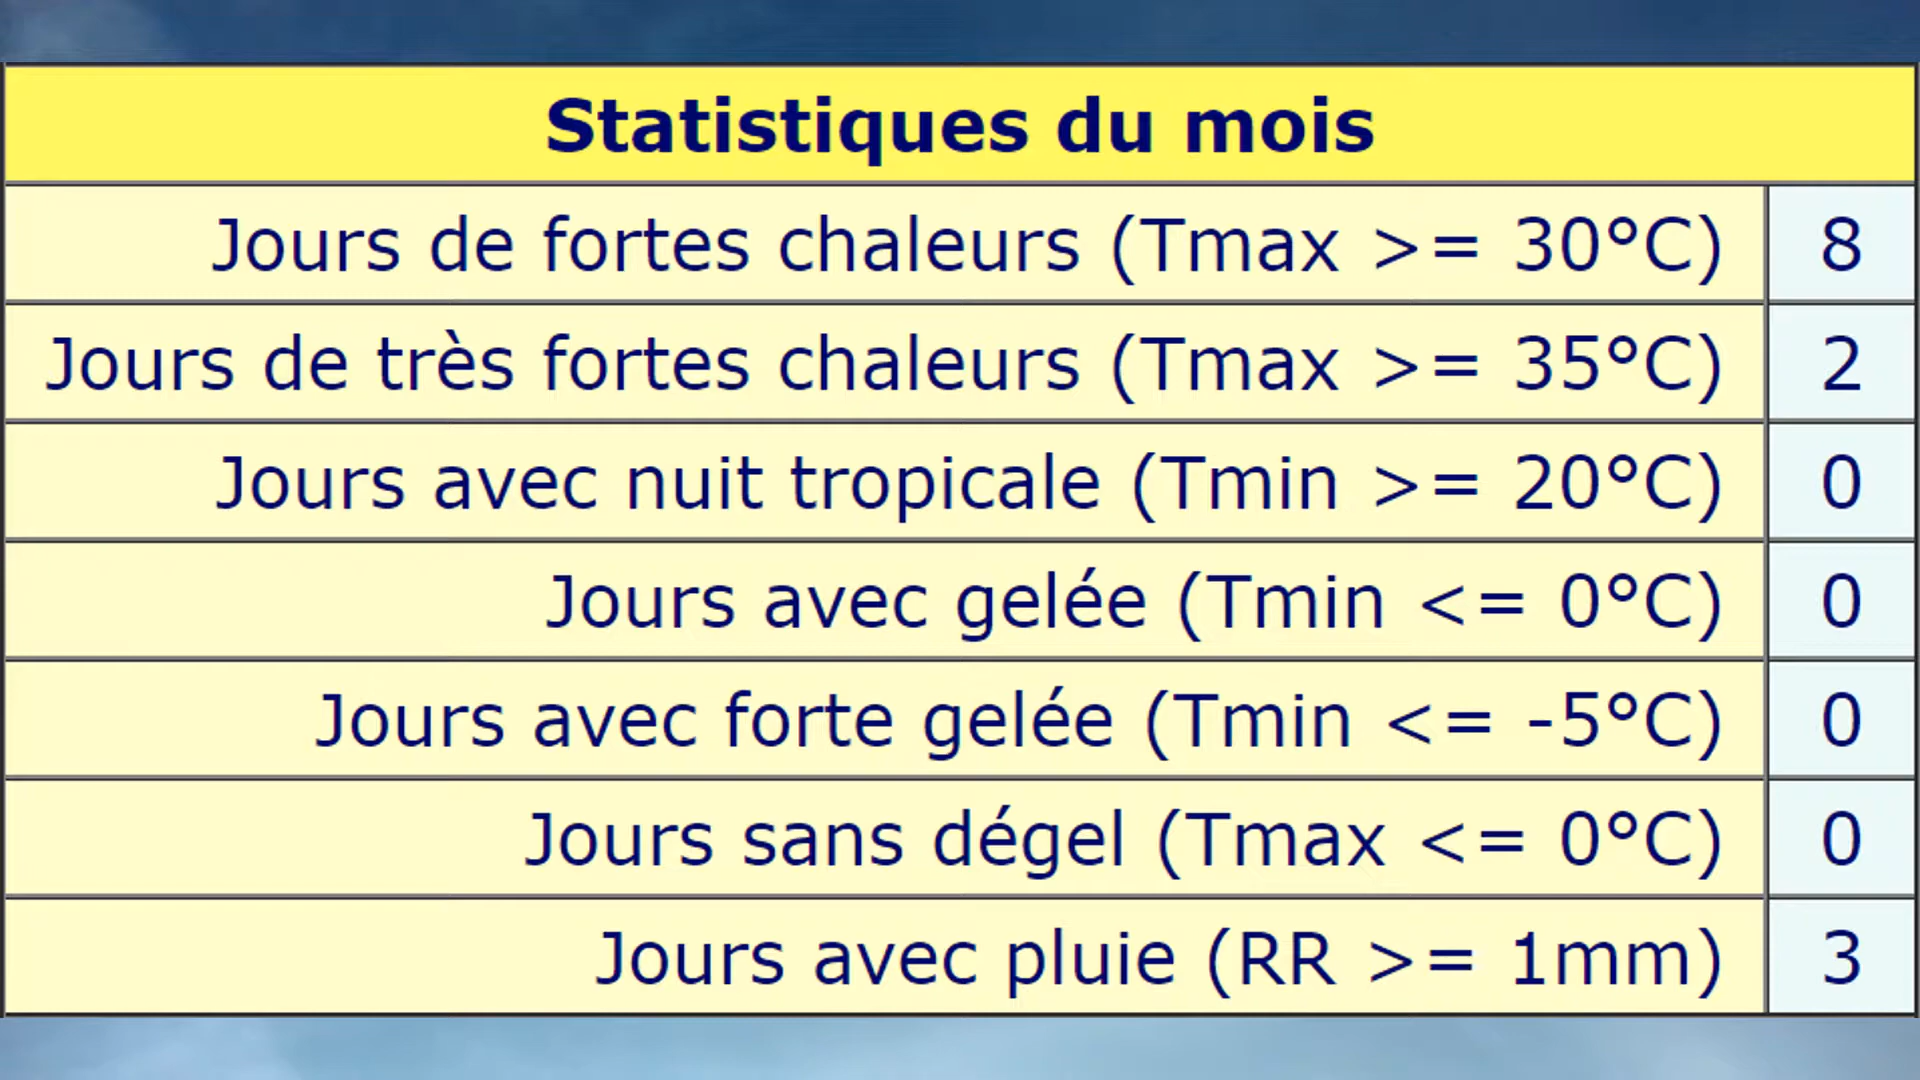 Statistiques du mois
Jours de fortes chaleurs (Tmax >= 30°C) 8
Jours de très fortes chaleurs (Tmax >= 35°C) 2
Jours avec nuit tropicale (Tmin >= 20°C) 0
Jours avec gelée (Tmin <= 0°C) 0
Jours avec forte gelée (Tmin <= -5°C) 0
Jours sans dégel (Tmax <= 0°C) 0
Jours avec pluie (RR >= 1mm) 3